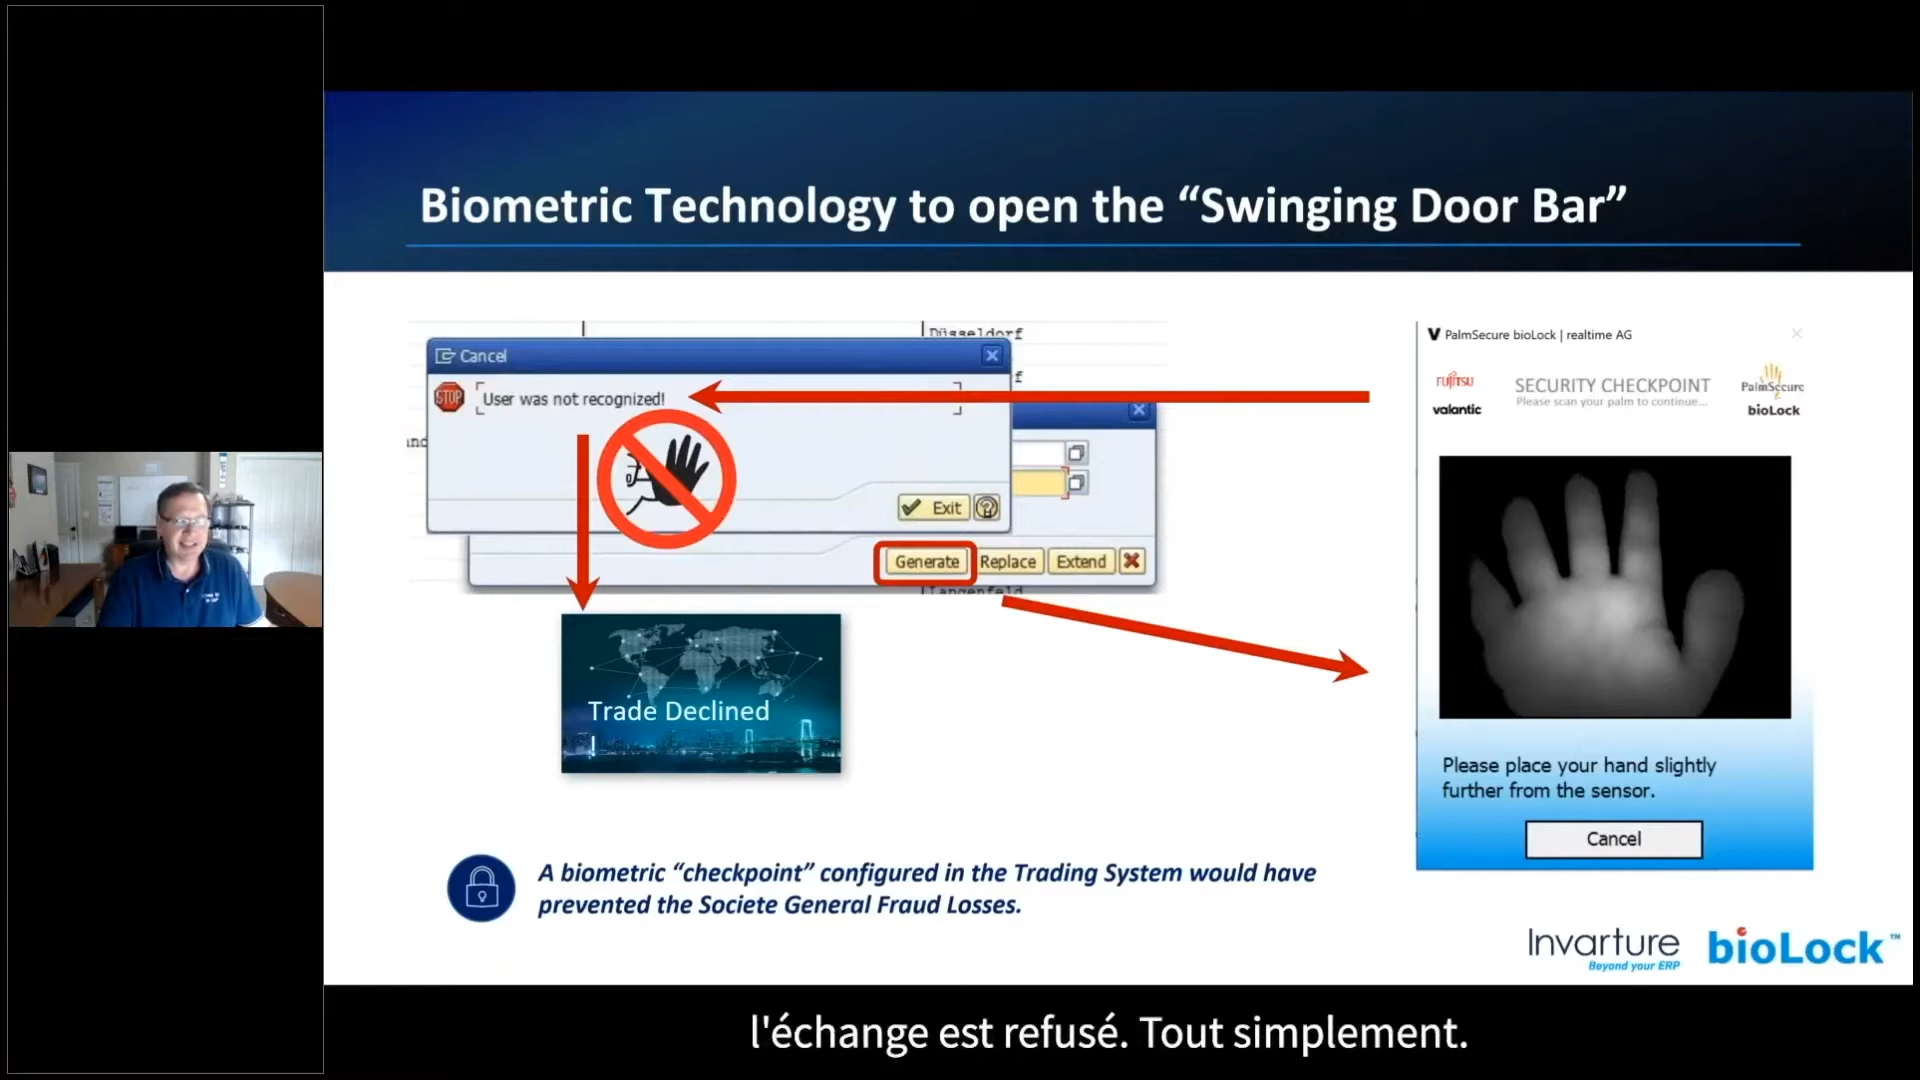 Biometric Technology to open the “Swinging Door Bar”
Düsseldorf
Cancel
STOP
User was not recognized!
Exit
Generate Replace Extend
Langenfeld
Trade Declined
PalmSecure bioLock | realtime AG
FUJITSU
valantic
SECURITY CHECKPOINT
Please scan your palm to continue...
PalmSecure
bioLock
Please place your hand slightly
further from the sensor.
Cancel
A biometric “checkpoint” configured in the Trading System would have
prevented the Societe General Fraud Losses.
Invarture
Beyond your ERP
bioLock™
l'échange est refusé. Tout simplement.